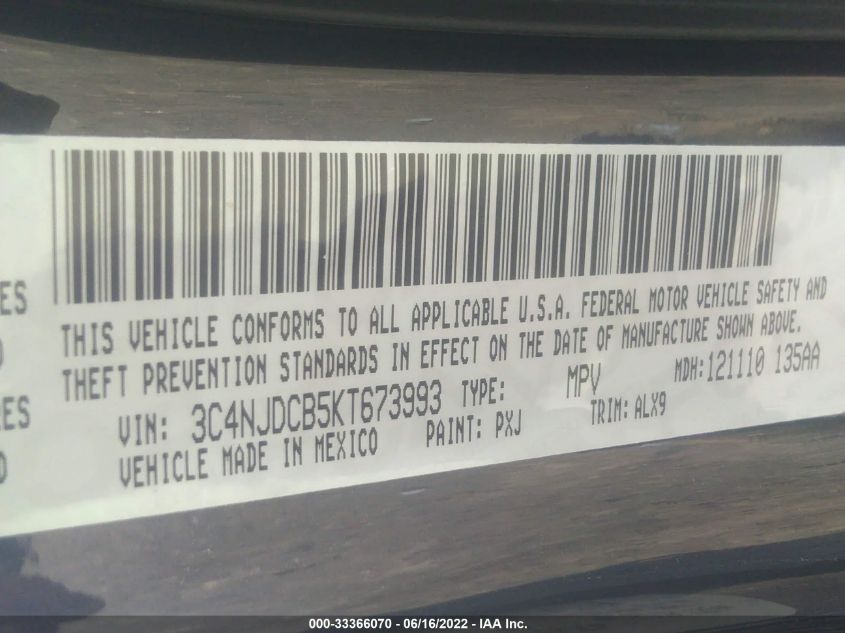 THIS VEHICLE CONFORMS TO ALL APPLICABLE U.S.A. FEDERAL MOTOR VEHICLE SAFETY AND
THEFT PREVENTION STANDARDS IN EFFECT ON THE DATE OF MANUFACTURE SHOWN ABOVE.
VIN: 3C4NJDCB5KT673993 TYPE: MPV MDH:121110 135AA
VEHICLE MADE IN MEXICO PAINT: PXJ TRIM:ALX9
000-33366070 - 06/16/2022 - IAA Inc.